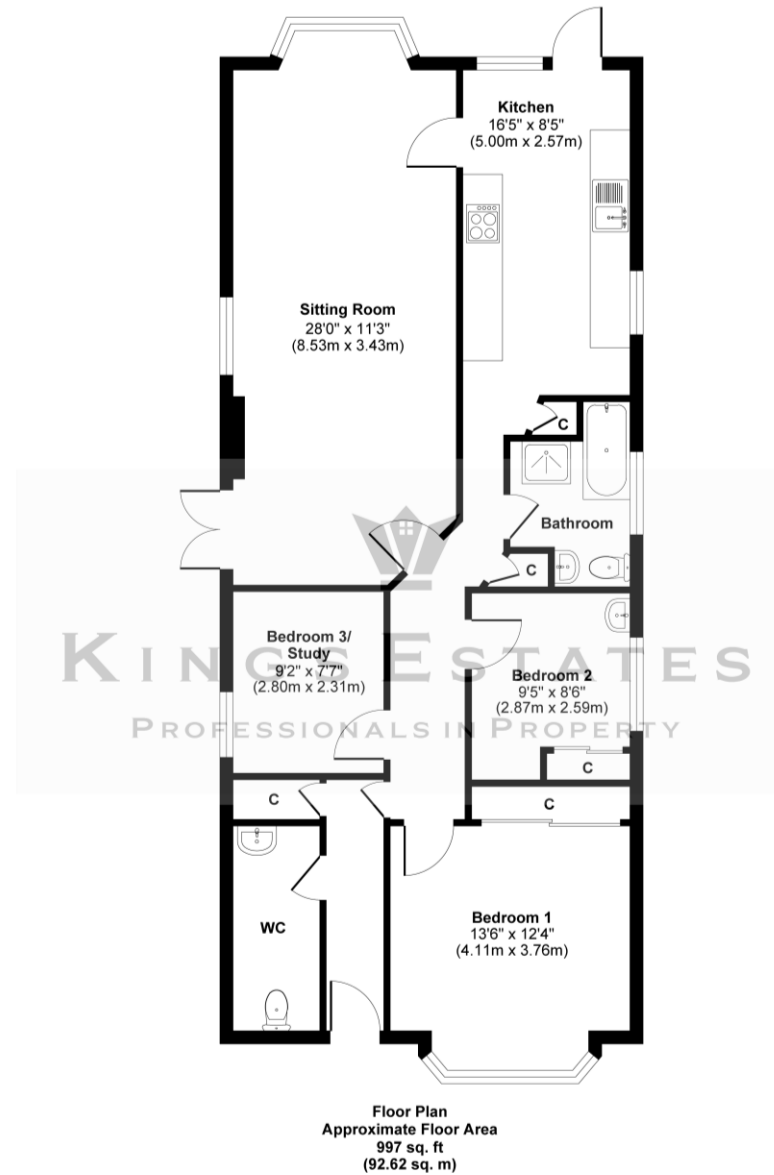 Kitchen
16'5" x 8'5"
(5.00m x 2.57m)
Sitting Room
28'0" x 11'3"
(8.53m x 3.43m)
C
Bathroom
C
Bedroom 3/
Study
9'2" x 7'7"
(2.80m x 2.31m)
Bedroom 2
9'5" x 8'6"
(2.87m x 2.59m)
KINGS ESTATES
PROFESSIONALS IN PROPERTY
C
C
C
WC
Bedroom 1
13'6" x 12'4"
(4.11m x 3.76m)
Floor Plan
Approximate Floor Area
997 sq. ft
(92.62 sq. m)